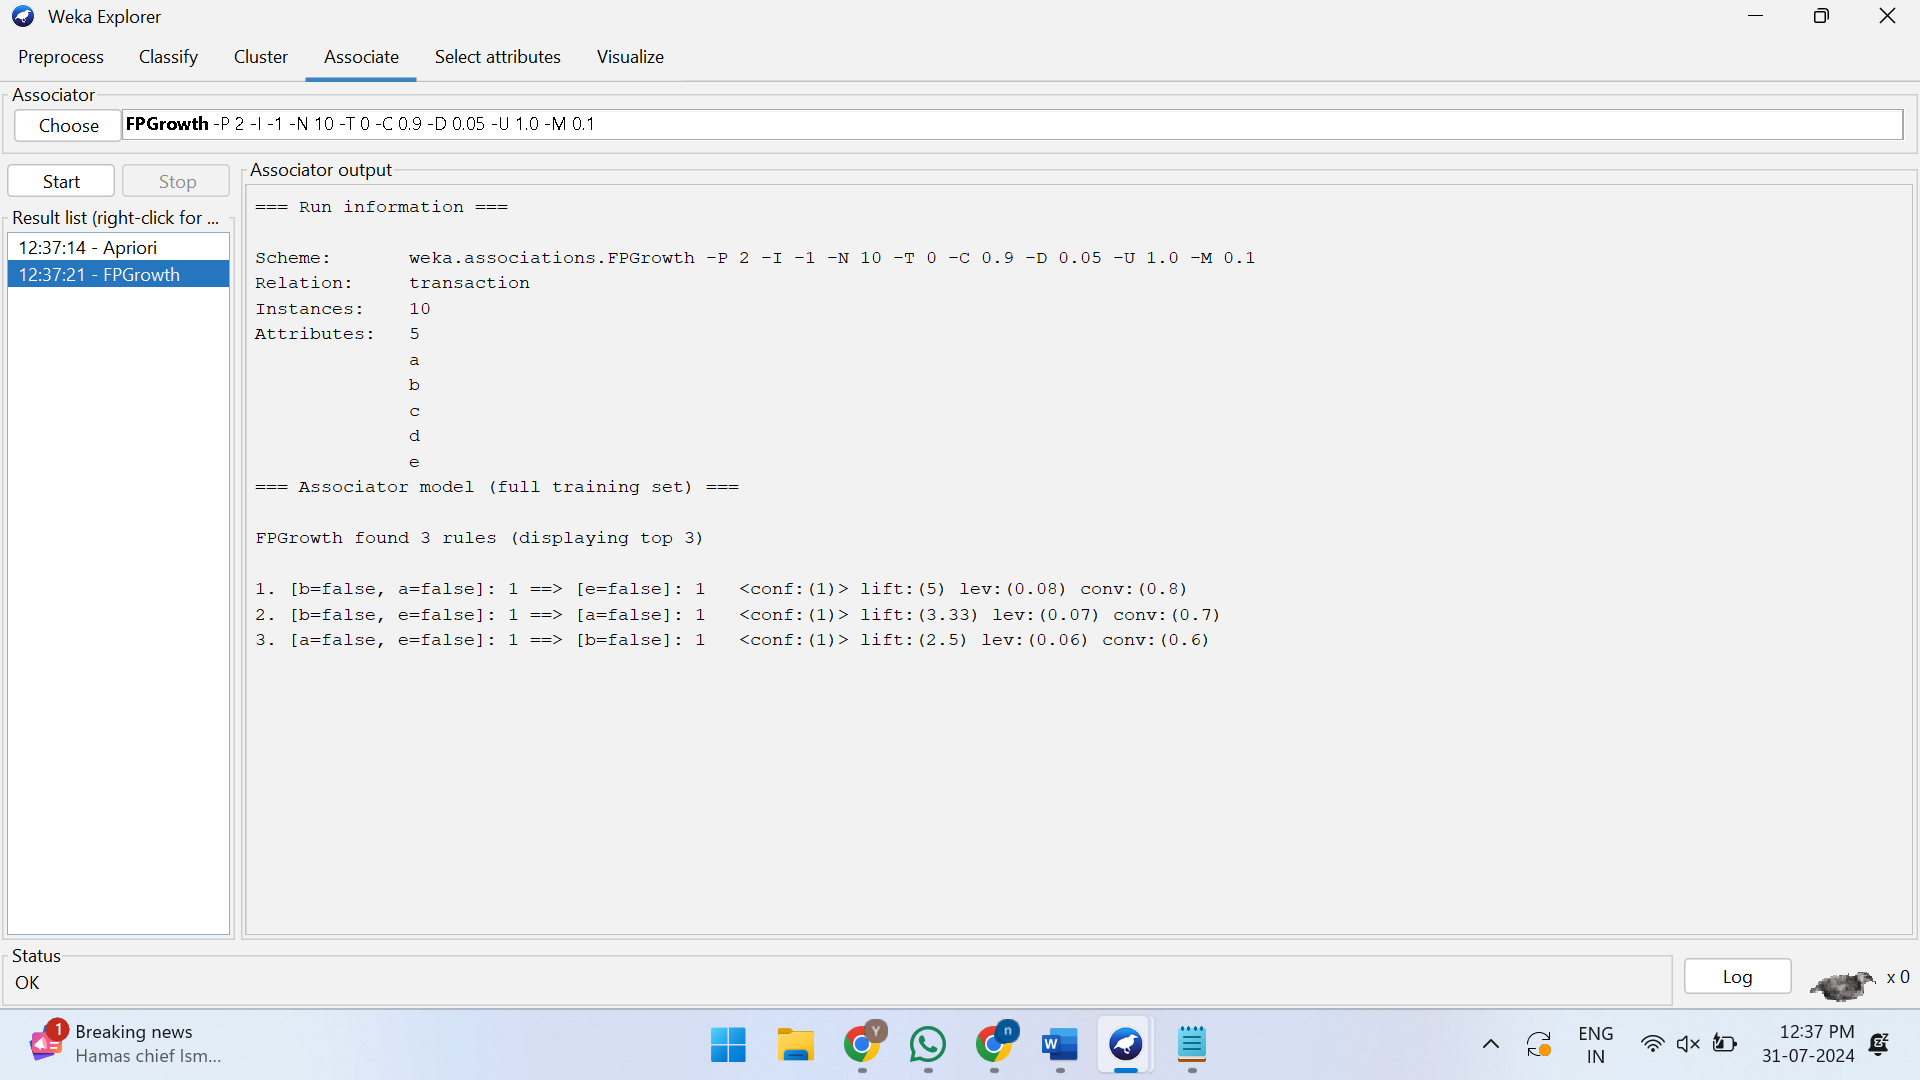 Weka Explorer
Preprocess Classify Cluster Associate Select attributes Visualize
Associator
Choose FPGrowth -P 2 -I -1 -N 10 -T 0 -C 0.9 -D 0.05 -U 1.0 -M 0.1
Start Stop
Result list (right-click for ...
12:37:14 - Apriori
12:37:21 - FPGrowth
Associator output
=== Run information ===
Scheme: weka.associations.FPGrowth -P 2 -I -1 -N 10 -T 0 -C 0.9 -D 0.05 -U 1.0 -M 0.1
Relation: transaction
Instances: 10
Attributes: 5
a
b
c
d
e
=== Associator model (full training set) ===
FPGrowth found 3 rules (displaying top 3)
1. [b=false, a=false]: 1 ==> [e=false]: 1 <conf:(1)> lift:(5) lev:(0.08) conv:(0.8)
2. [b=false, e=false]: 1 ==> [a=false]: 1 <conf:(1)> lift:(3.33) lev:(0.07) conv:(0.7)
3. [a=false, e=false]: 1 ==> [b=false]: 1 <conf:(1)> lift:(2.5) lev:(0.06) conv:(0.6)
Status
OK
Log
x 0
1
Breaking news
Hamas chief Ism...
Y
n
W
ENG
IN
12:37 PM
31-07-2024